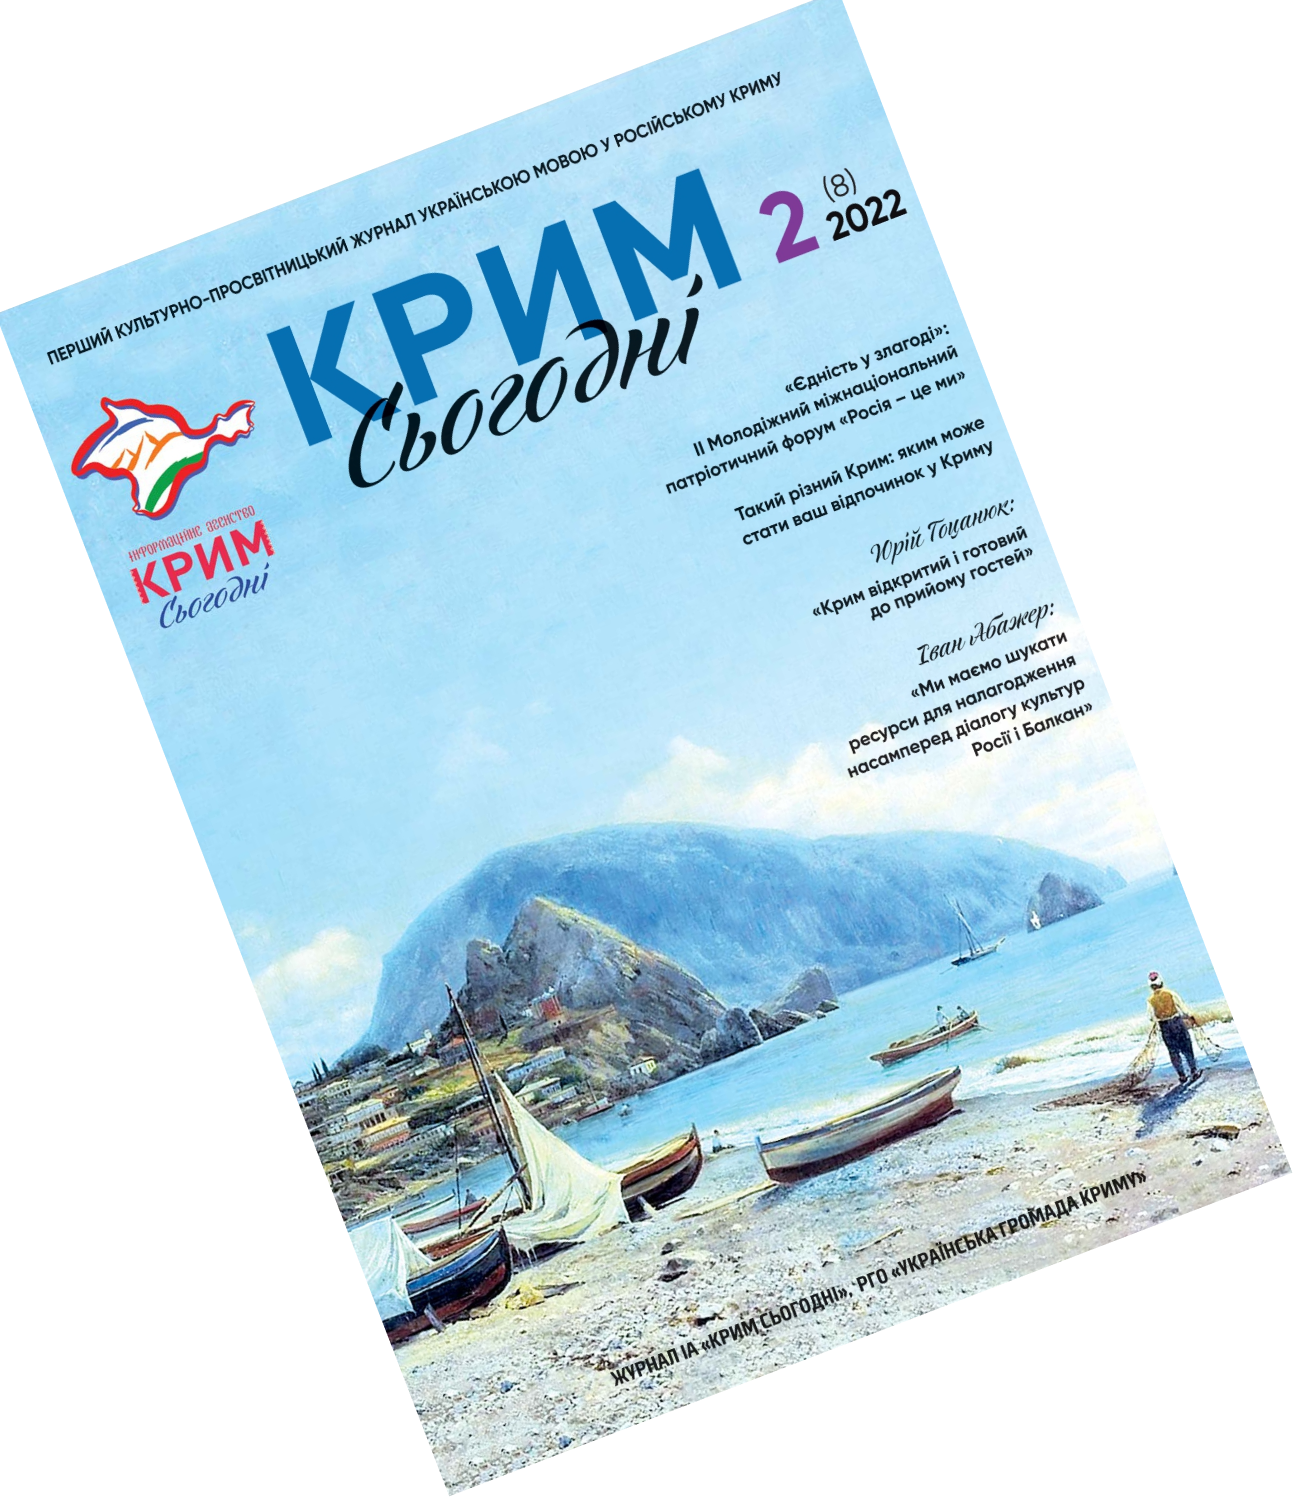 ПЕРШИЙ КУЛЬТУРНО-ПРОСВІТНИЦЬКИЙ ЖУРНАЛ УКРАЇНСЬКОЮ МОВОЮ У РОСІЙСЬКОМУ КРИМУ
КРИМ
Сьогодні
2
(8)
2022
інформаційне агенство
КРИМ
Сьогодні
«Єдність у злагоді»:
ІІ Молодіжний міжнаціональний
патріотичний форум «Росія – це ми»
Такий різний Крим: яким може
стати ваш відпочинок у Криму
Юрій Гоцанюк:
«Крим відкритий і готовий
до прийому гостей»
Іван Абажер:
«Ми маємо шукати
ресурси для налагодження
насамперед діалогу культур
Росії і Балкан»
ЖУРНАЛ ІА «КРИМ СЬОГОДНІ», РГО «УКРАЇНСЬКА ГРОМАДА КРИМУ»